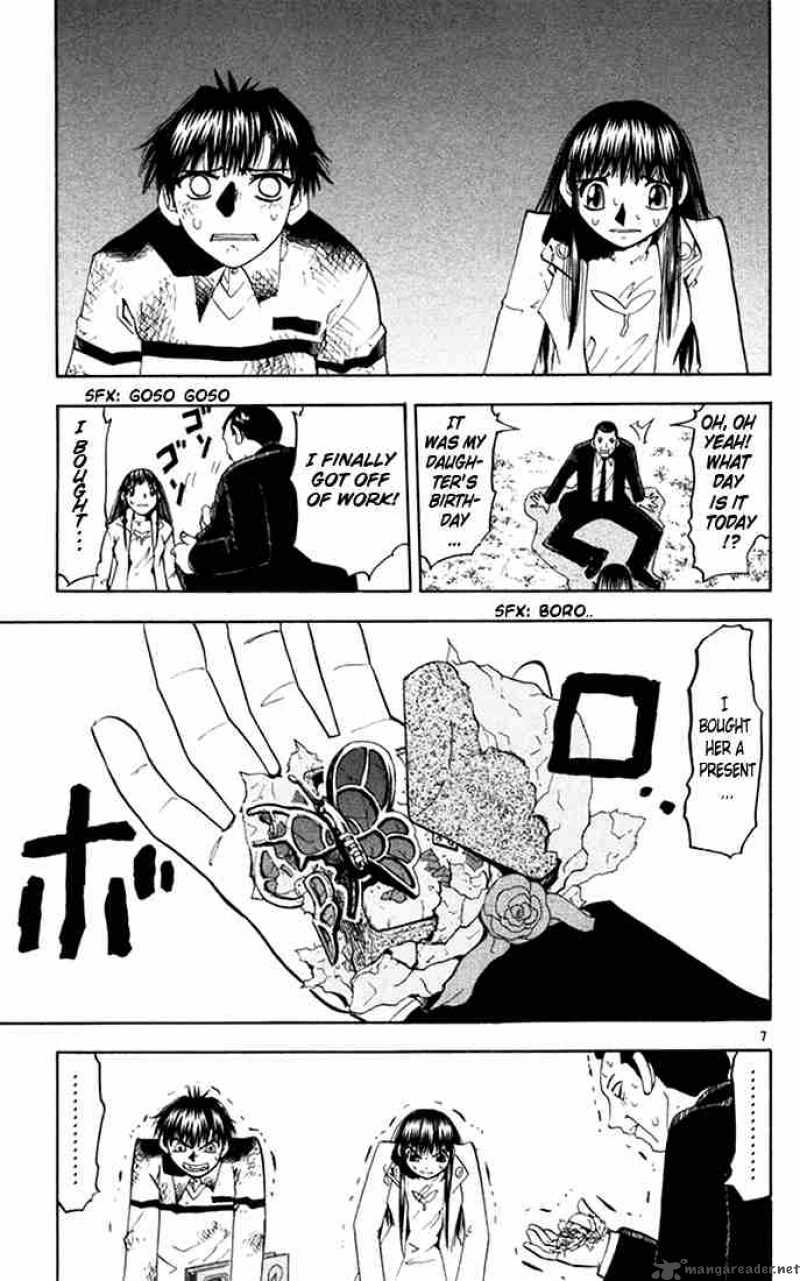 SFX: GOSO GOSO
OH, OH
YEAH!
WHAT
DAY
IS IT
TODAY
!?
IT
WAS MY
DAUGH-
TER'S
BIRTH-
DAY
...
ゴソ
ゴソ
I FINALLY
GOT OFF
OF WORK!
I
BOUGHT...
SFX: BORO..
I
BOUGHT
HER A
PRESENT
...
ボロ..
7
.........
.........
mangareader.net